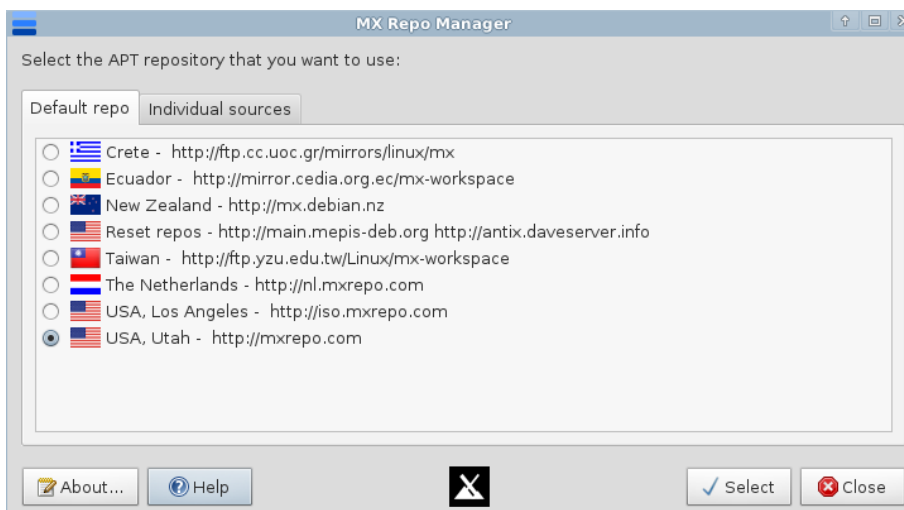 MX Repo Manager
Select the APT repository that you want to use:
Default repo
Individual sources
Crete - http://ftp.cc.uoc.gr/mirrors/linux/mx
Ecuador - http://mirror.cedia.org.ec/mx-workspace
New Zealand - http://mx.debian.nz
Reset repos - http://main.mepis-deb.org http://antix.daveserver.info
Taiwan - http://ftp.yzu.edu.tw/Linux/mx-workspace
The Netherlands - http://nl.mxrepo.com
USA, Los Angeles - http://iso.mxrepo.com
USA, Utah - http://mxrepo.com
About...
Help
Select
Close